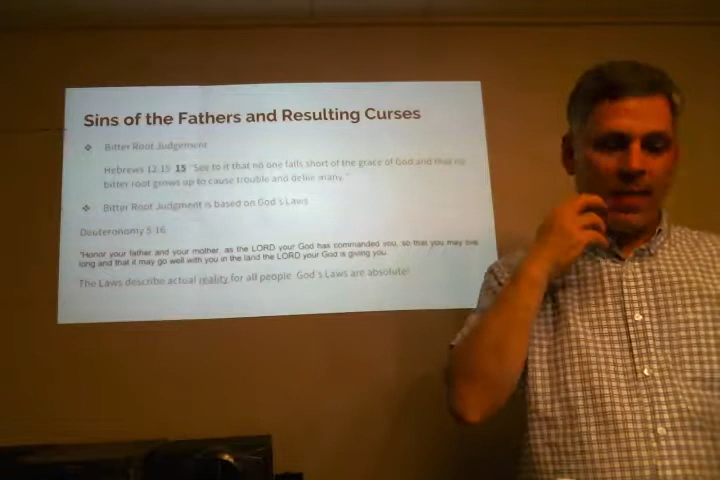 Sins of the Fathers and Resulting Curses
❖ Bitter Root Judgement
Hebrews 12:15 15 "See to it that no one falls short of the grace of God and that no
bitter root grows up to cause trouble and defile many."
❖ Bitter Root Judgment is based on God's Laws
Deuteronomy 5:16
"Honor your father and your mother, as the LORD your God has commanded you, so that you may live
long and that it may go well with you in the land the LORD your God is giving you.
The Laws describe actual reality for all people. God's Laws are absolute!